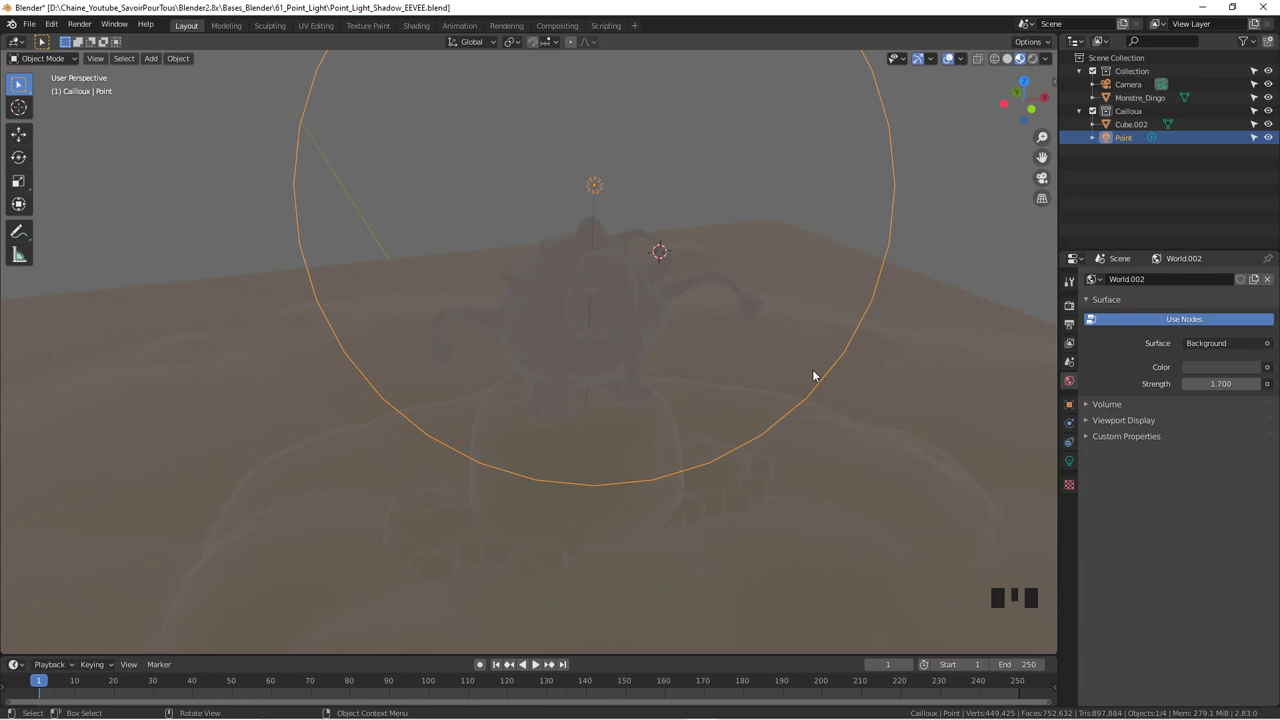 Blender* [D:\Chaine_Youtube_SavoirPourTous\Blender2.8x\Bases_Blender\61_Point_Light\Point_Light_Shadow_EEVEE.blend]
File Edit Render Window Help Layout Modeling Sculpting UV Editing Texture Paint Shading Animation Rendering Compositing Scripting + Scene View Layer
Global Options
Object Mode View Select Add Object
User Perspective
(1) Cailloux | Point
Scene Collection
Collection
Camera
Monstre_Dingo
Cailloux
Cube.002
Point
Z
Y
X
Scene World.002
World.002
Surface
Use Nodes
Surface Background
Color
Strength 1.700
Volume
Viewport Display
Custom Properties
Playback Keying View Marker 1 Start 1 End 250
1 10 20 30 40 50 60 70 80 90 100 110 120 130 140 150 160 170 180 190 200 210 220 230 240 250
Select Box Select Rotate View Object Context Menu Cailloux | Point | Verts:449,425 | Faces:752,632 | Tris:897,884 | Objects:1/4 | Mem: 279.1 MiB | 2.83.0